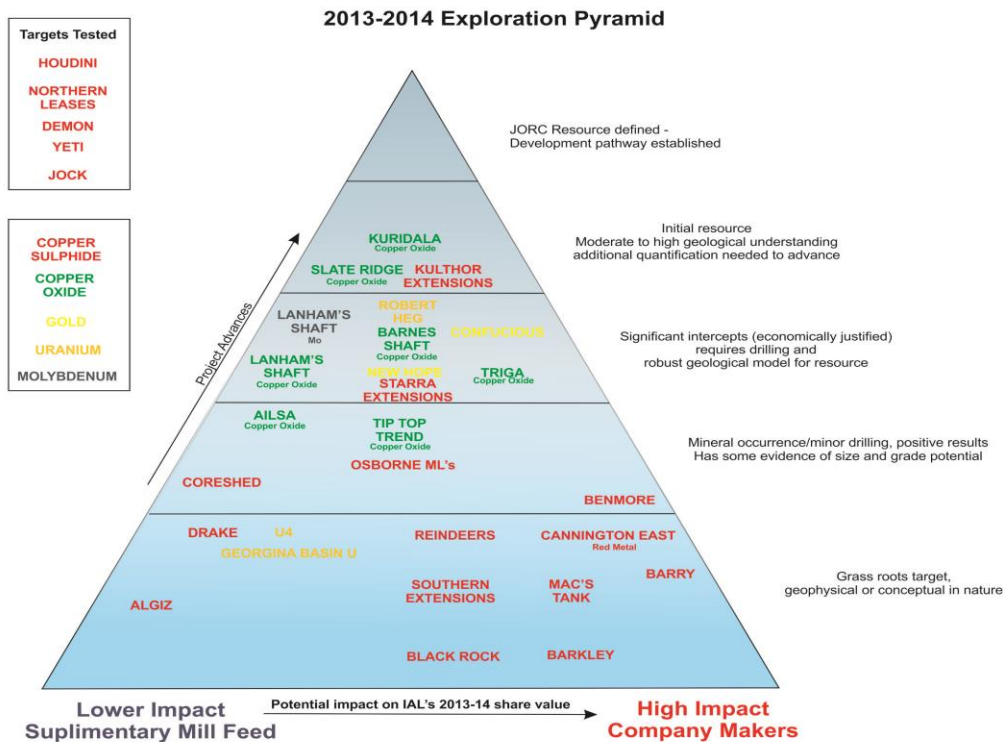 2013-2014 Exploration Pyramid
Targets Tested
HOUDINI
NORTHERN
LEASES
DEMON
YETI
JOCK
COPPER
SULPHIDE
COPPER
OXIDE
GOLD
URANIUM
MOLYBDENUM
Project Advances
JORC Resource defined -
Development pathway established
KURIDALA
Copper Oxide
SLATE RIDGE
Copper Oxide
KULTHOR
EXTENSIONS
Initial resource
Moderate to high geological understanding
additional quantification needed to advance
LANHAM'S
SHAFT
Mo
ROBERT
HEG
BARNES
SHAFT
Copper Oxide
CONFUCIOUS
LANHAM'S
SHAFT
Copper Oxide
NEW HOPE
STARRA
EXTENSIONS
TRIGA
Copper Oxide
Significant intercepts (economically justified)
requires drilling and
robust geological model for resource
AILSA
Copper Oxide
TIP TOP
TREND
Copper Oxide
OSBORNE ML's
CORESHED
BENMORE
Mineral occurrence/minor drilling, positive results
Has some evidence of size and grade potential
DRAKE
U4
GEORGINA BASIN U
REINDEERS
CANNINGTON EAST
Red Metal
BARRY
ALGIZ
SOUTHERN
EXTENSIONS
MAC'S
TANK
BLACK ROCK
BARKLEY
Grass roots target,
geophysical or conceptual in nature
Lower Impact
Suplimentary Mill Feed
Potential impact on IAL's 2013-14 share value
High Impact
Company Makers